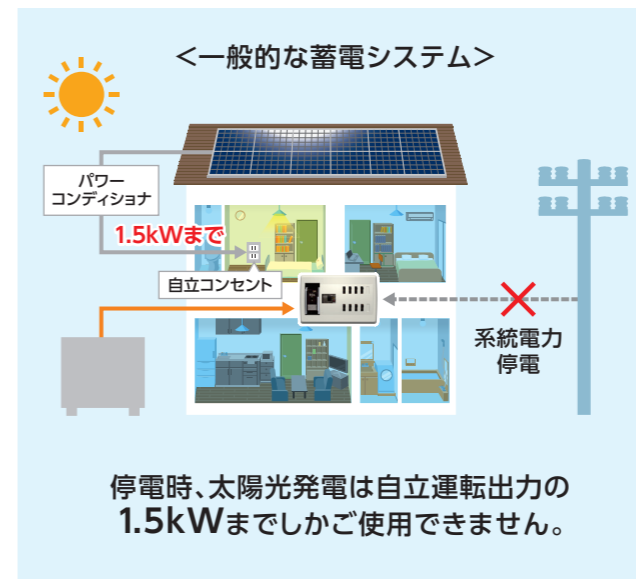 ＜一般的な蓄電システム＞
パワー
コンディショナ
1.5kWまで
自立コンセント
系統電力
停電
停電時、太陽光発電は自立運転出力の
1.5kWまでしかご使用できません。